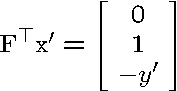 F^⊤x′ = [ 0
1
−y′ ]